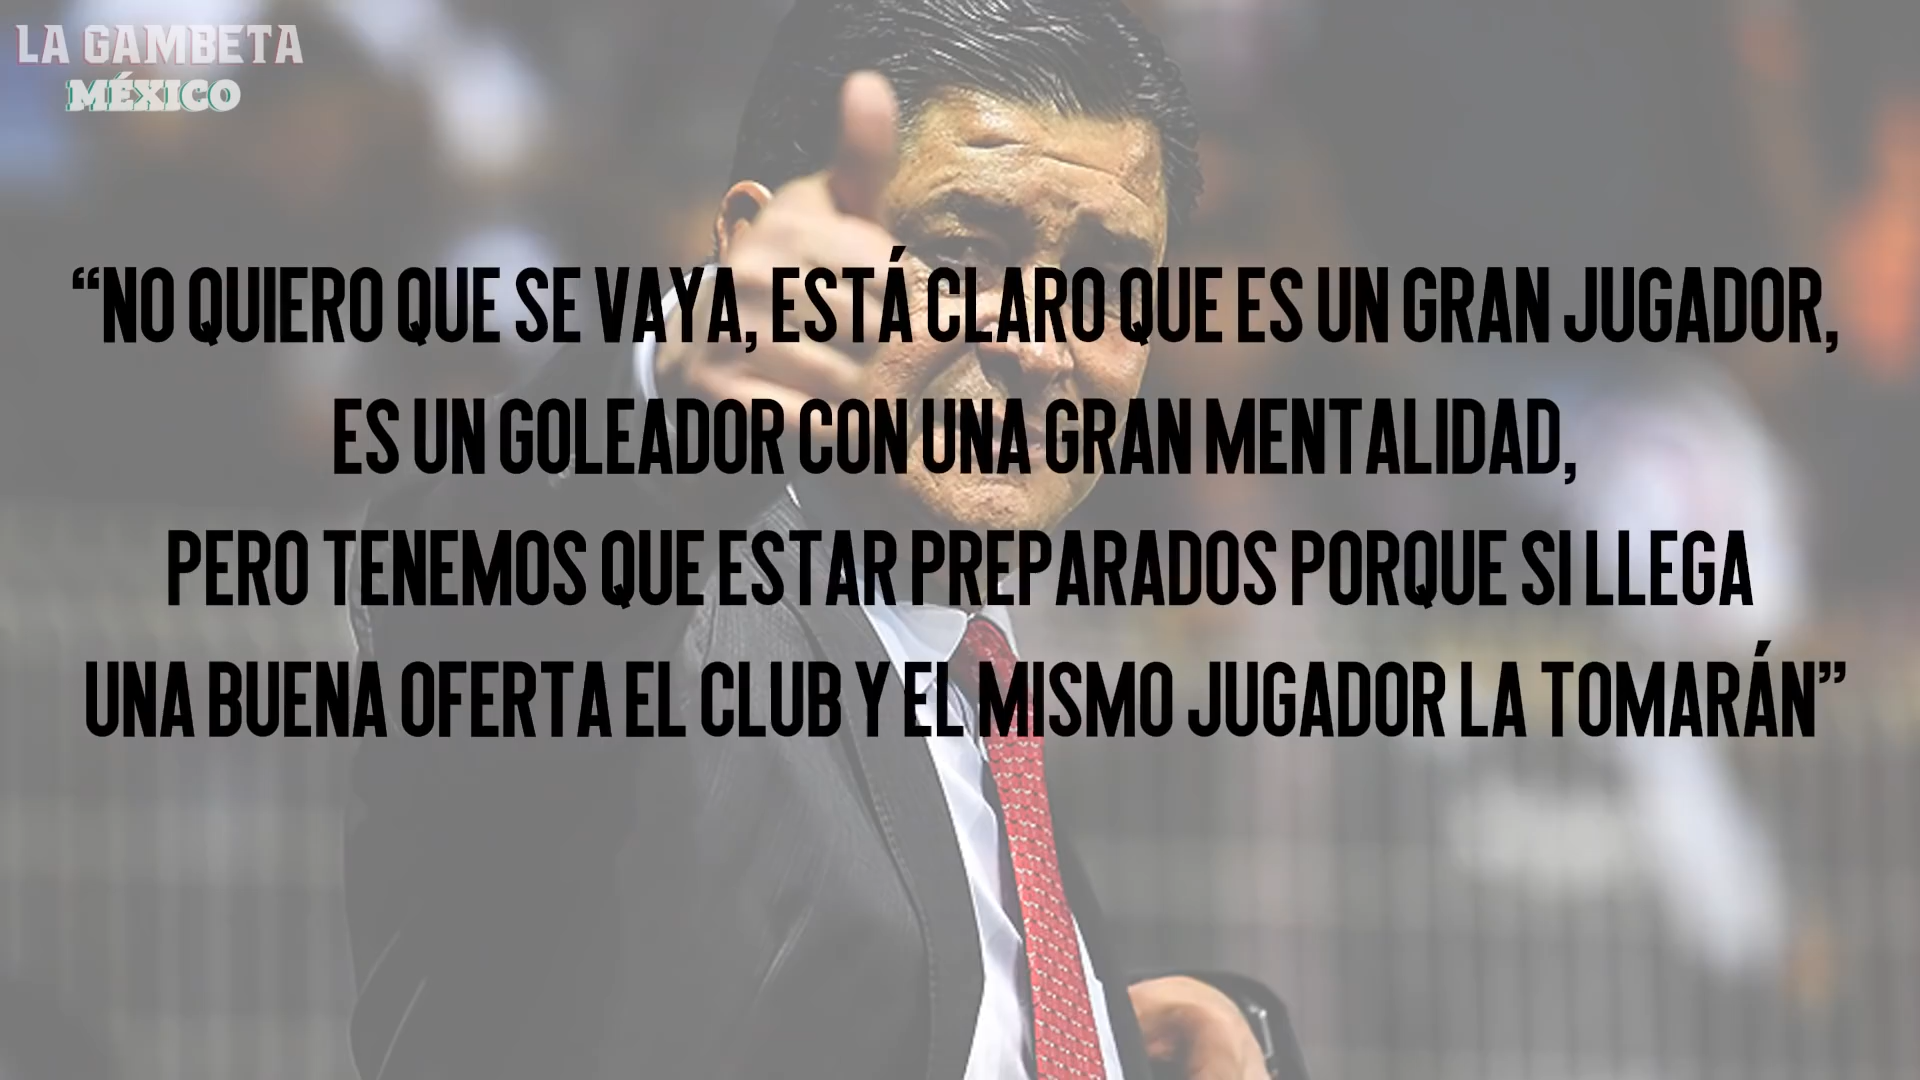 LA GAMBETA
MÉXICO
“NO QUIERO QUE SE VAYA, ESTÁ CLARO QUE ES UN GRAN JUGADOR,
ES UN GOLEADOR CON UNA GRAN MENTALIDAD,
PERO TENEMOS QUE ESTAR PREPARADOS PORQUE SI LLEGA
UNA BUENA OFERTA EL CLUB Y EL MISMO JUGADOR LA TOMARÁN”